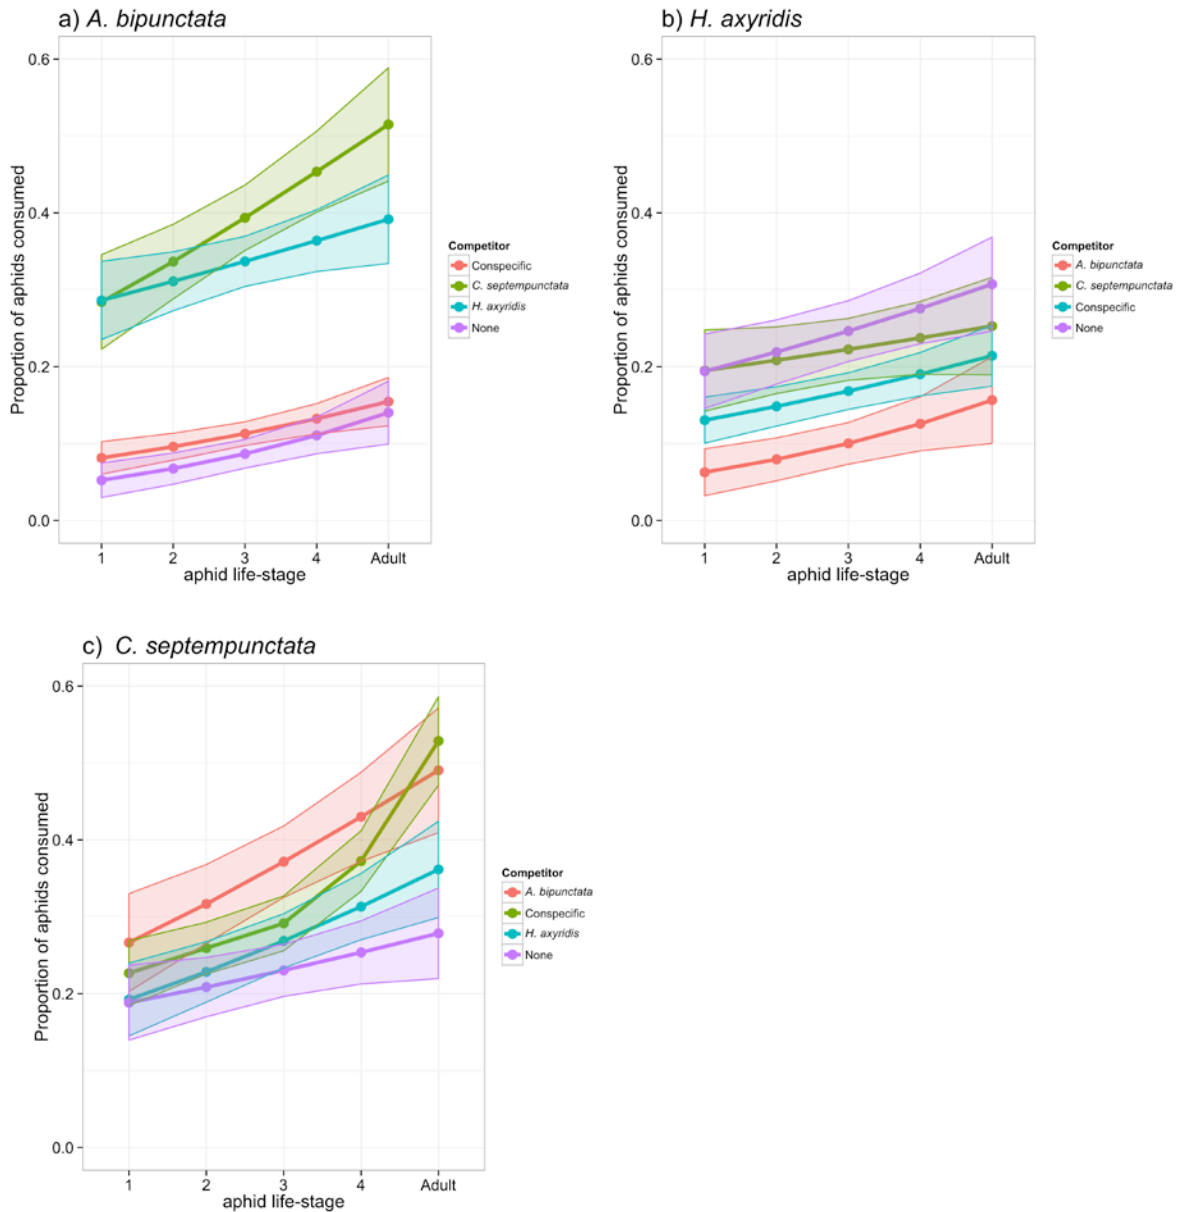 a) A. bipunctata
Proportion of aphids consumed
0.6
0.4
0.2
0.0
1 2 3 4 Adult
aphid life-stage
Competitor
Conspecific
C. septempunctata
H. axyridis
None
b) H. axyridis
Proportion of aphids consumed
0.6
0.4
0.2
0.0
1 2 3 4 Adult
aphid life-stage
Competitor
A. bipunctata
C. septempunctata
Conspecific
None
c) C. septempunctata
Proportion of aphids consumed
0.6
0.4
0.2
0.0
1 2 3 4 Adult
aphid life-stage
Competitor
A. bipunctata
Conspecific
H. axyridis
None